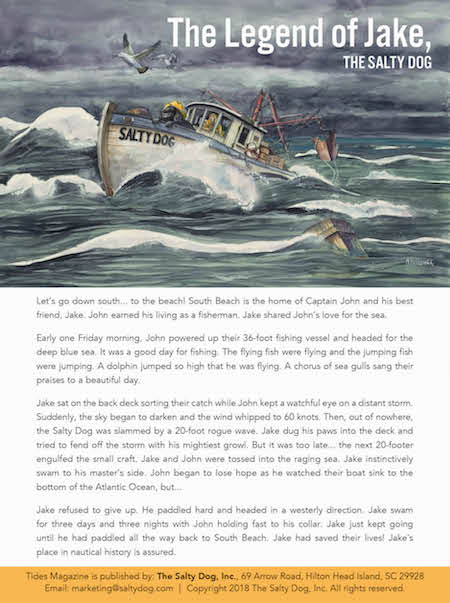 The Legend of Jake,
THE SALTY DOG
SALTY DOG
Let's go down south... to the beach! South Beach is the home of Captain John and his best
friend, Jake. John earned his living as a fisherman. Jake shared John's love for the sea.
Early one Friday morning, John powered up their 36-foot fishing vessel and headed for the
deep blue sea. It was a good day for fishing. The flying fish were flying and the jumping fish
were jumping. A dolphin jumped so high that he was flying. A chorus of sea gulls sang their
praises to a beautiful day.
Jake sat on the back deck sorting their catch while John kept a watchful eye on a distant storm.
Suddenly, the sky began to darken and the wind whipped to 60 knots. Then, out of nowhere,
the Salty Dog was slammed by a 20-foot rogue wave. Jake dug his paws into the deck and
tried to fend off the storm with his mightiest growl. But it was too late... the next 20-footer
engulfed the small craft. Jake and John were tossed into the raging sea. Jake instinctively
swam to his master's side. John began to lose hope as he watched their boat sink to the
bottom of the Atlantic Ocean, but...
Jake refused to give up. He paddled hard and headed in a westerly direction. Jake swam
for three days and three nights with John holding fast to his collar. Jake just kept going
until he had paddled all the way back to South Beach. Jake had saved their lives! Jake's
place in nautical history is assured.
Tides Magazine is published by: The Salty Dog, Inc., 69 Arrow Road, Hilton Head Island, SC 29928
Email: marketing@saltydog.com | Copyright 2018 The Salty Dog, Inc. All rights reserved.